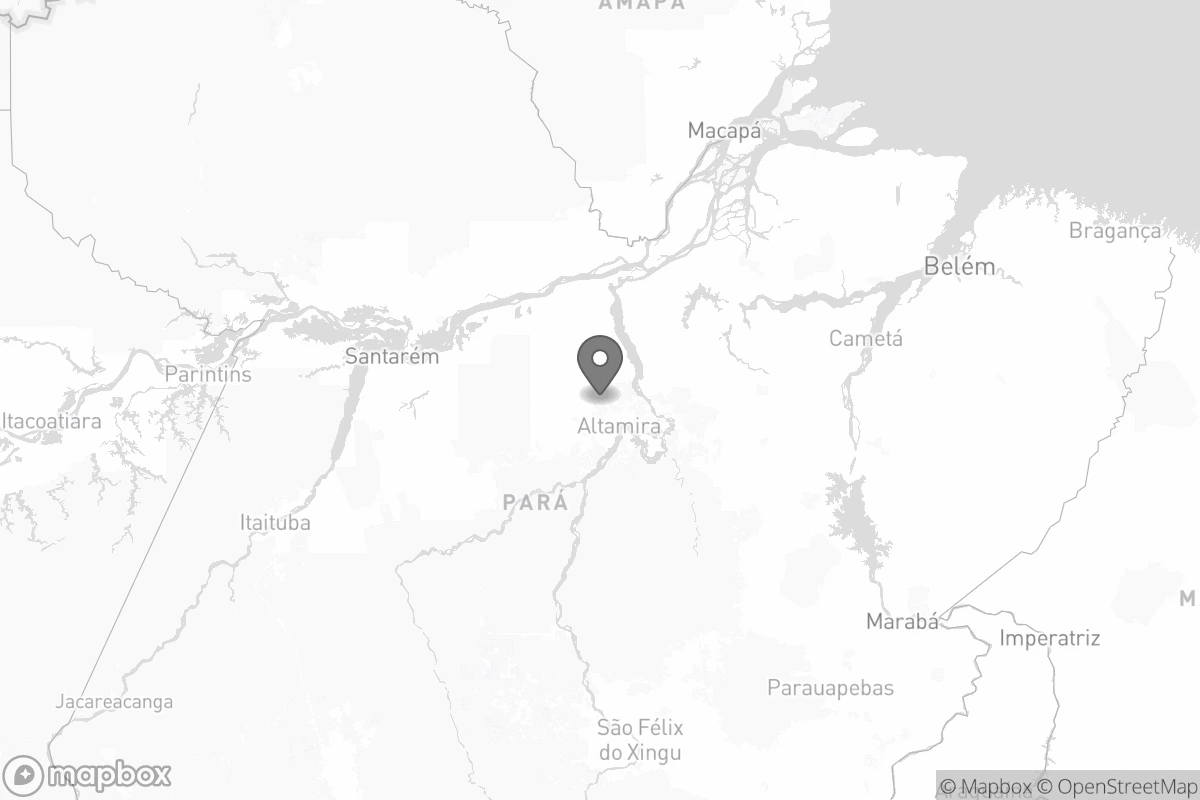 AMAPÁ
Macapá
Bragança
Belém
Cametá
Santarém
Parintins
Itacoatiara
Altamira
PARÁ
Itaituba
Marabá
M
Imperatriz
Parauapebas
Jacareacanga
São Félix
do Xingu
mapbox
© Mapbox © OpenStreetMap